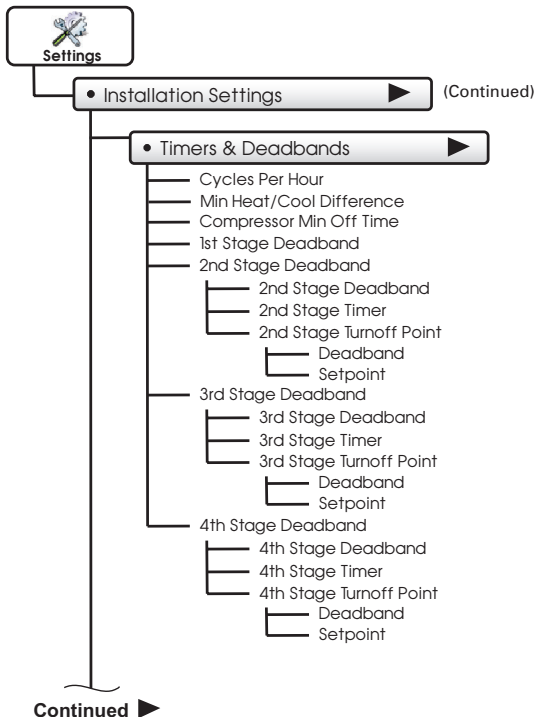 Settings
• Installation Settings ▶ (Continued)
• Timers & Deadbands ▶
Cycles Per Hour
Min Heat/Cool Difference
Compressor Min Off Time
1st Stage Deadband
2nd Stage Deadband
2nd Stage Deadband
2nd Stage Timer
2nd Stage Turnoff Point
Deadband
Setpoint
3rd Stage Deadband
3rd Stage Deadband
3rd Stage Timer
3rd Stage Turnoff Point
Deadband
Setpoint
4th Stage Deadband
4th Stage Deadband
4th Stage Timer
4th Stage Turnoff Point
Deadband
Setpoint
Continued ▶